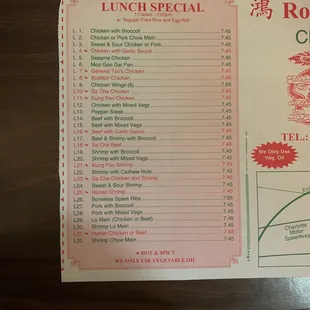 LUNCH SPECIAL
11:00am - 3:00pm
w. Regular Fried Rice and Egg Roll
L 1. Chicken with Broccoli 7.45
L 2. Chicken or Pork Chow Mein 7.45
L 3. Sweet & Sour Chicken or Pork 7.45
L 4. Chicken with Garlic Sauce 7.45
L 5. Sesame Chicken 7.45
L 6. Moo Goo Gai Pan 7.45
L 7. General Tso's Chicken 7.45
L 8. Bourbon Chicken 7.45
L 9. Chicken Wings (8) 7.45
L10. Sa Cha Chicken 7.45
L11. Kung Pao Chicken 7.45
L12. Chicken with Mixed Vegs 7.45
L13. Pepper Steak 7.45
L14. Beef with Broccoli 7.45
L15. Beef with Mixed Vegs 7.45
L16. Beef with Garlic Sauce 7.45
L17. Beef & Shrimp with Broccoli 7.45
L18. Sa Cha Beef 7.45
L19. Shrimp with Broccoli 7.45
L20. Shrimp with Mixed Vegs 7.45
L21. Kung Pao Shrimp 7.45
L22. Shrimp with Cashew Nuts 7.45
L23. Sa Cha Chicken and Shrimp 7.45
L24. Sweet & Sour Shrimp 7.45
L25. Hunan Shrimp 7.45
L26. Boneless Spare Ribs 7.45
L27. Pork with Broccoli 7.45
L28. Pork with Mixed Vegs 7.45
L29. Lo Mein (Chicken or Beef) 7.45
L30. Shrimp Lo Mein 7.45
L31. Hunan Chicken or Beef 7.45
L32. Shrimp Chow Mein 7.45
HOT & SPICY
WE ONLY USE VEGETABLE OIL
鴻 Ro
C
TEL.:
We Only Use
Veg. Oil
Charlotte
Motor
Speedway